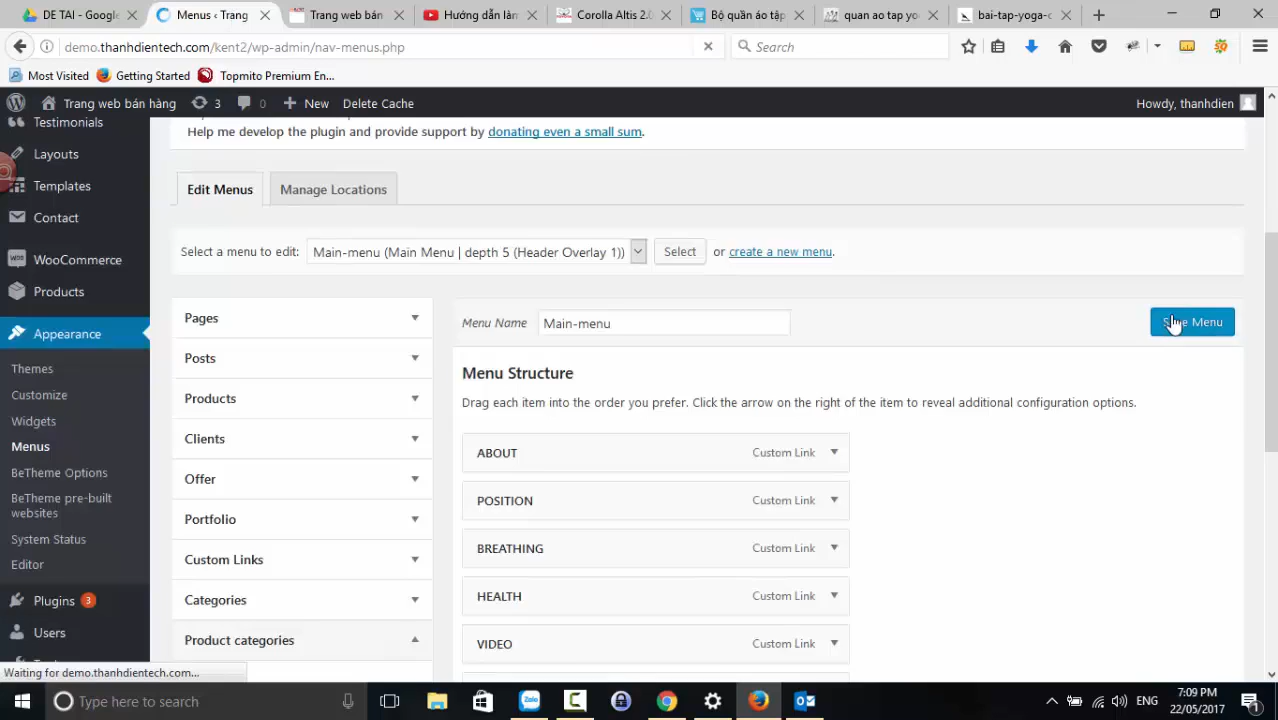 DE TAI - Google Dri
Menus ‹ Trang
Trang web bán
Hướng dẫn làn
Corolla Altis 2.0
Bộ quần áo tập
quan ao tap yo
bai-tap-yoga-c
demo.thanhdientech.com/kent2/wp-admin/nav-menus.php
Search
Most Visited
Getting Started
Topmito Premium En...
Trang web bán hàng
3
0
New
Delete Cache
Howdy, thanhdien
Testimonials
Layouts
Templates
Contact
WooCommerce
Products
Appearance
Themes
Customize
Widgets
Menus
BeTheme Options
BeTheme pre-built
websites
System Status
Editor
Plugins 3
Users
Help me develop the plugin and provide support by donating even a small sum.
Edit Menus
Manage Locations
Select a menu to edit:
Main-menu (Main Menu | depth 5 (Header Overlay 1))
Select
or create a new menu.
Pages
Posts
Products
Clients
Offer
Portfolio
Custom Links
Categories
Product categories
Menu Name
Main-menu
Save Menu
Menu Structure
Drag each item into the order you prefer. Click the arrow on the right of the item to reveal additional configuration options.
ABOUT Custom Link
POSITION Custom Link
BREATHING Custom Link
HEALTH Custom Link
VIDEO Custom Link
Waiting for demo.thanhdientech.com...
Type here to search
Zalo
ENG
7:09 PM
22/05/2017
1